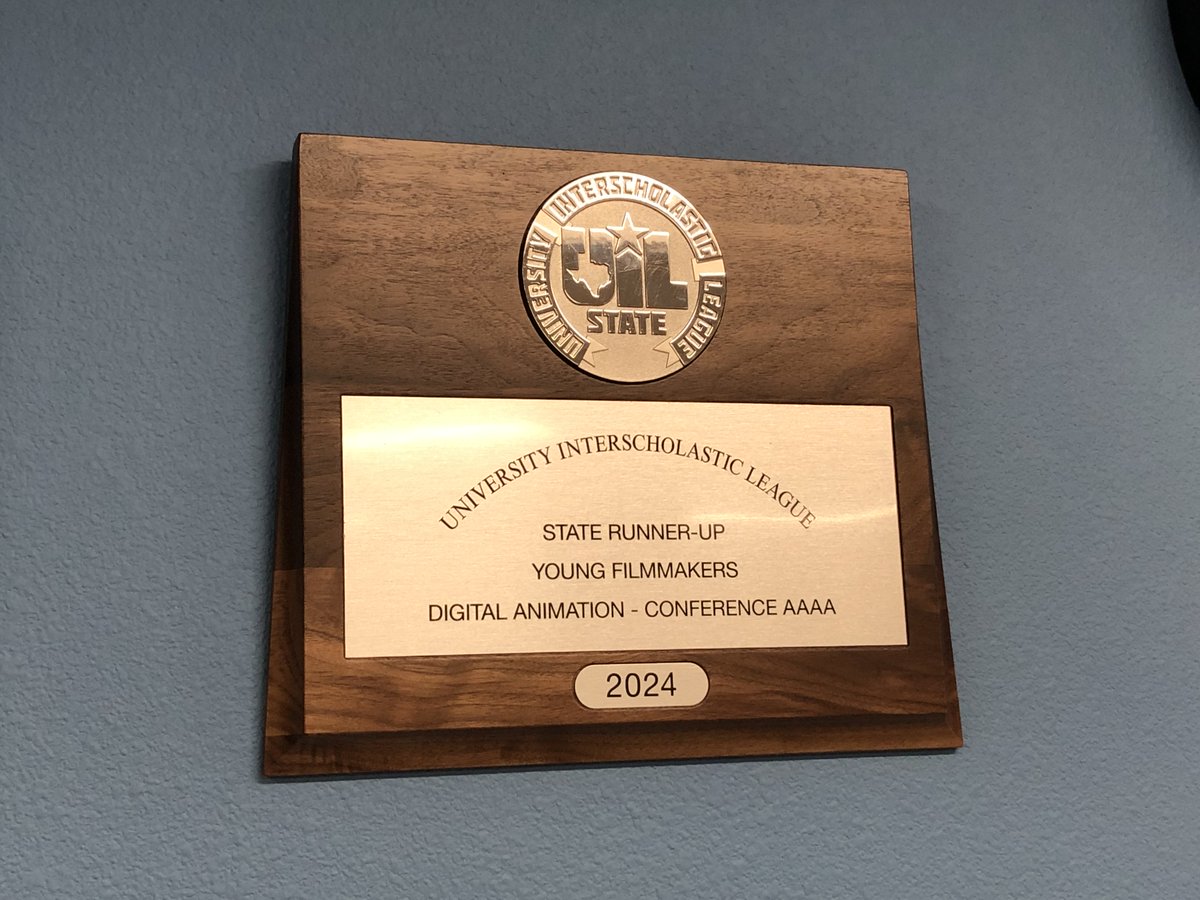 UNIVERSITY INTERSCHOLASTIC LEAGUE
UIL
STATE
UNIVERSITY INTERSCHOLASTIC LEAGUE
STATE RUNNER-UP
YOUNG FILMMAKERS
DIGITAL ANIMATION - CONFERENCE AAAA
2024